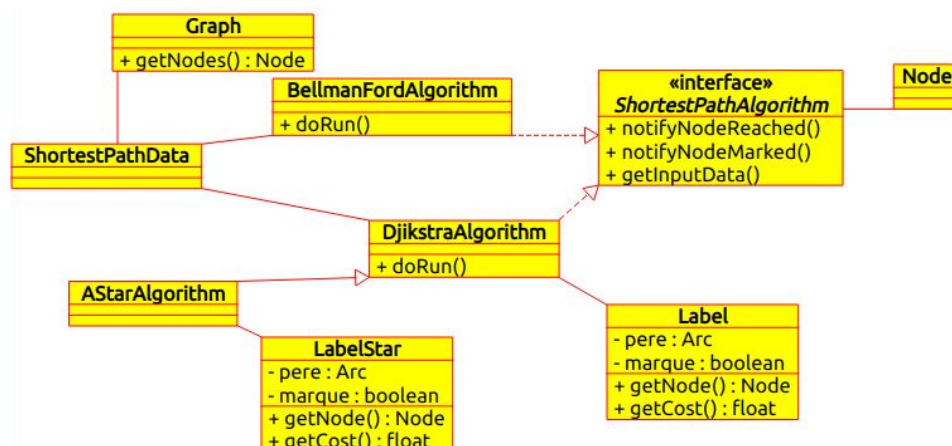 Graph
+ getNodes() : Node
BellmanFordAlgorithm
+ doRun()
«interface»
ShortestPathAlgorithm
+ notifyNodeReached()
+ notifyNodeMarked()
+ getInputData()
Node
ShortestPathData
DjikstraAlgorithm
+ doRun()
AStarAlgorithm
LabelStar
- pere : Arc
- marque : boolean
+ getNode() : Node
+ getCost() : float
Label
- pere : Arc
- marque : boolean
+ getNode() : Node
+ getCost() : float